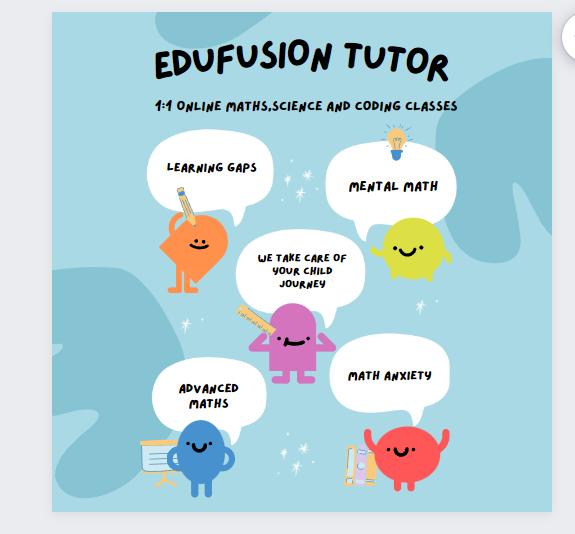 EDUFUSION TUTOR
1:1 ONLINE MATHS,SCIENCE AND CODING CLASSES
LEARNING GAPS
MENTAL MATH
WE TAKE CARE OF
YOUR CHILD
JOURNEY
ADVANCED
MATHS
MATH ANXIETY